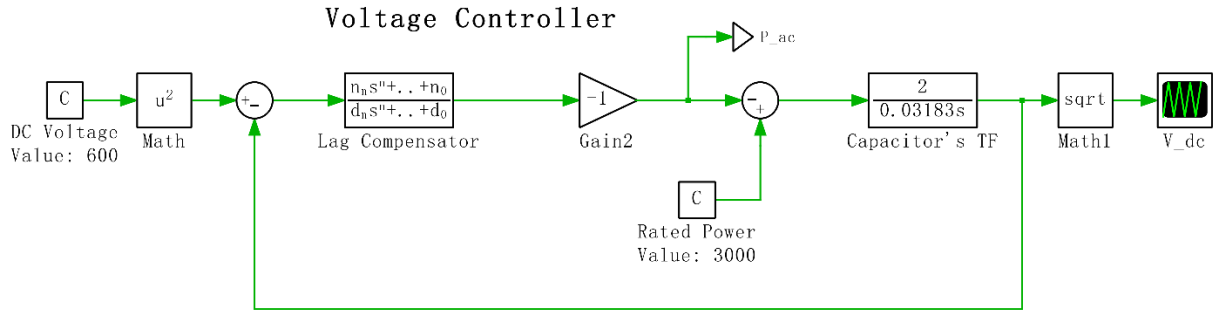 Voltage Controller
P_ac
C
u²
+
-
nₙsⁿ+..+n₀
dₙsⁿ+..+d₀
-1
-
+
2
0.03183s
sqrt
DC Voltage
Value: 600
Math
Lag Compensator
Gain2
Capacitor's TF
Math1
V_dc
C
Rated Power
Value: 3000